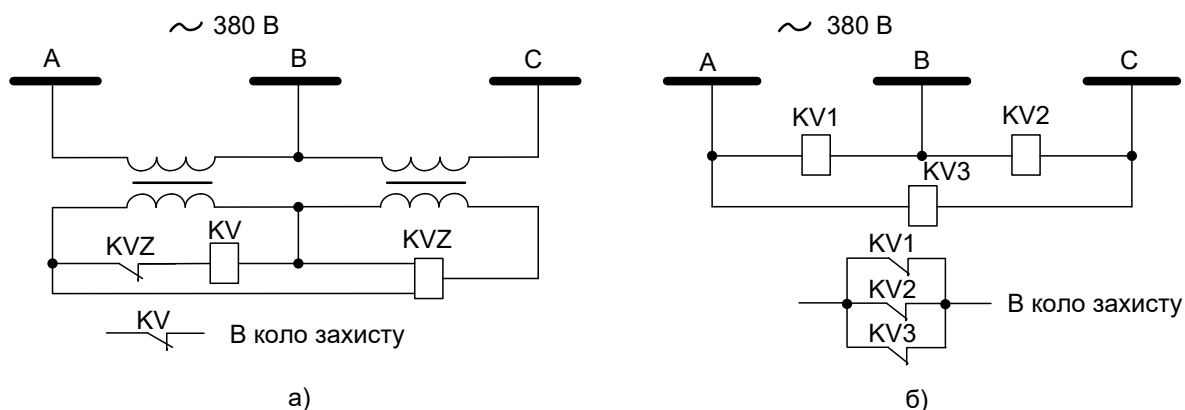 ~ 380 В
А В С
KVZ KV KVZ
KV В коло захисту
а)
~ 380 В
А В С
KV1 KV2
KV3
KV1
KV2 В коло захисту
KV3
б)